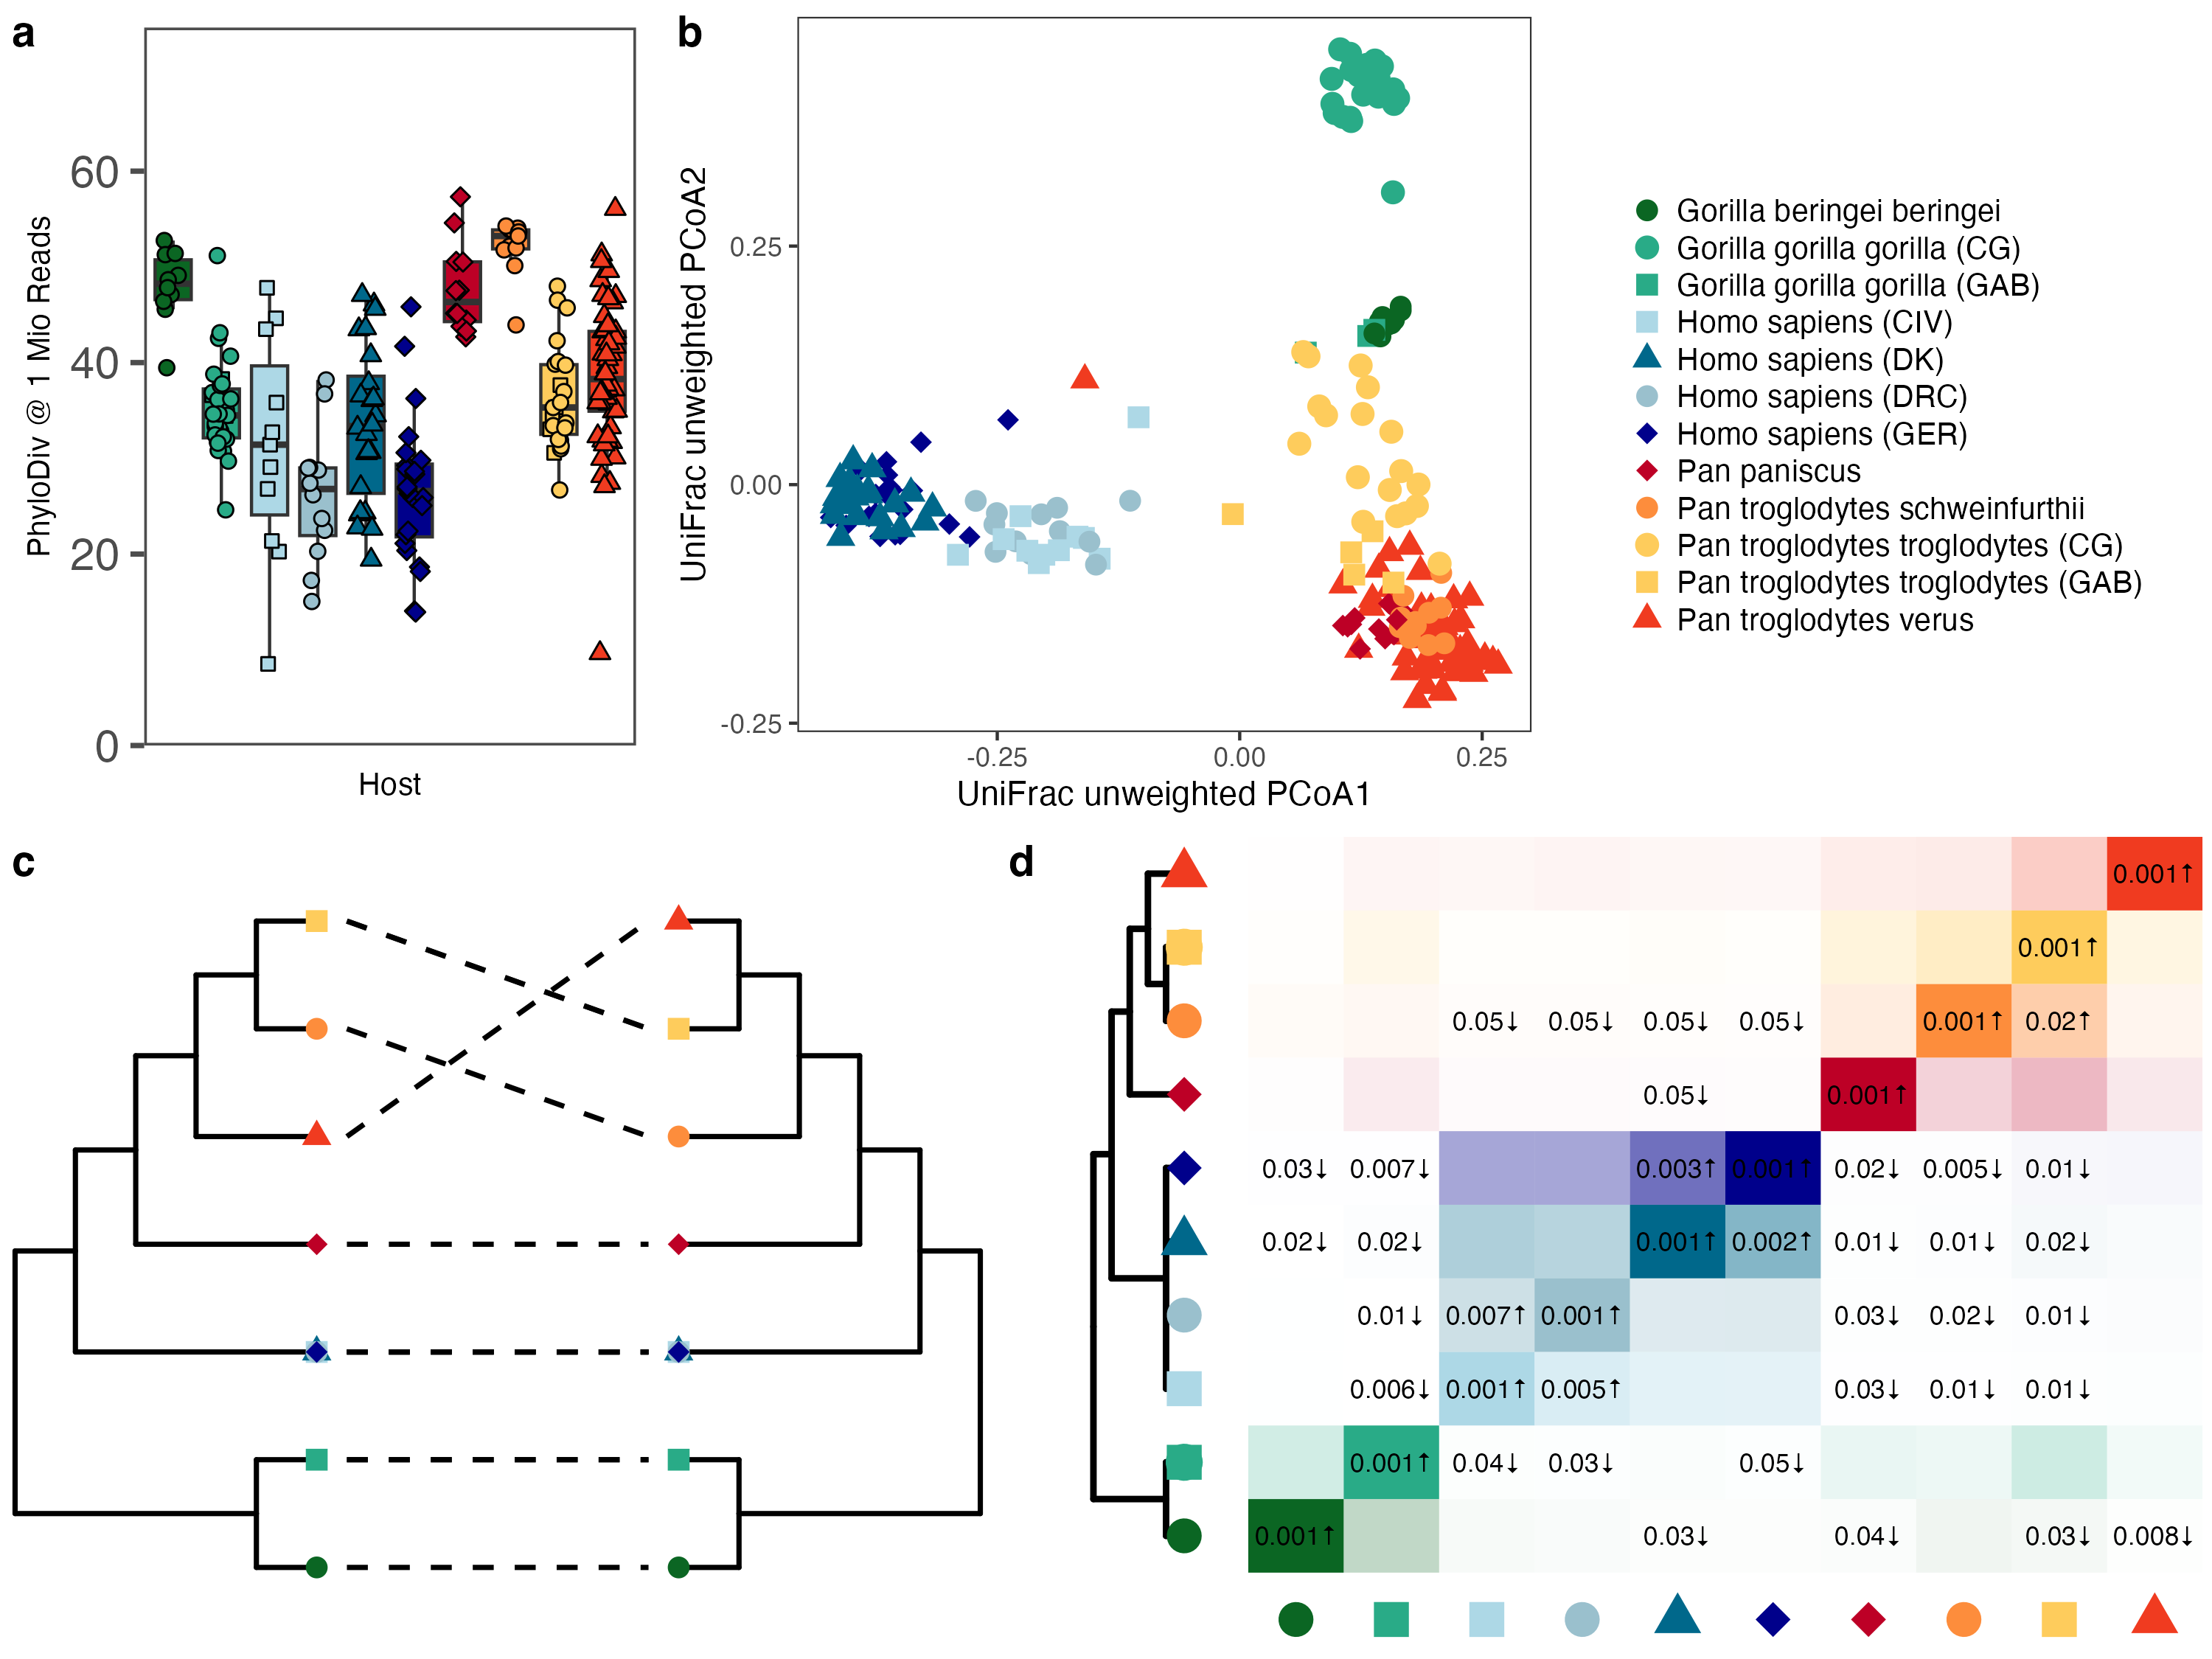 a
PhyloDiv @ 1 Mio Reads
60
40
20
0
Host
b
UniFrac unweighted PCoA2
0.25
0.00
-0.25
-0.25 0.00 0.25
UniFrac unweighted PCoA1
Gorilla beringei beringei
Gorilla gorilla gorilla (CG)
Gorilla gorilla gorilla (GAB)
Homo sapiens (CIV)
Homo sapiens (DK)
Homo sapiens (DRC)
Homo sapiens (GER)
Pan paniscus
Pan troglodytes schweinfurthii
Pan troglodytes troglodytes (CG)
Pan troglodytes troglodytes (GAB)
Pan troglodytes verus
c
d
0.001↑
0.001↑
0.05↓ 0.05↓ 0.05↓ 0.05↓ 0.001↑ 0.02↑
0.05↓ 0.001↑
0.03↓ 0.007↓ 0.003↑ 0.001↑ 0.02↓ 0.005↓ 0.01↓
0.02↓ 0.02↓ 0.001↑ 0.002↑ 0.01↓ 0.01↓ 0.02↓
0.01↓ 0.007↑ 0.001↑ 0.03↓ 0.02↓ 0.01↓
0.006↓ 0.001↑ 0.005↑ 0.03↓ 0.01↓ 0.01↓
0.001↑ 0.04↓ 0.03↓ 0.05↓
0.001↑ 0.03↓ 0.04↓ 0.03↓ 0.008↓